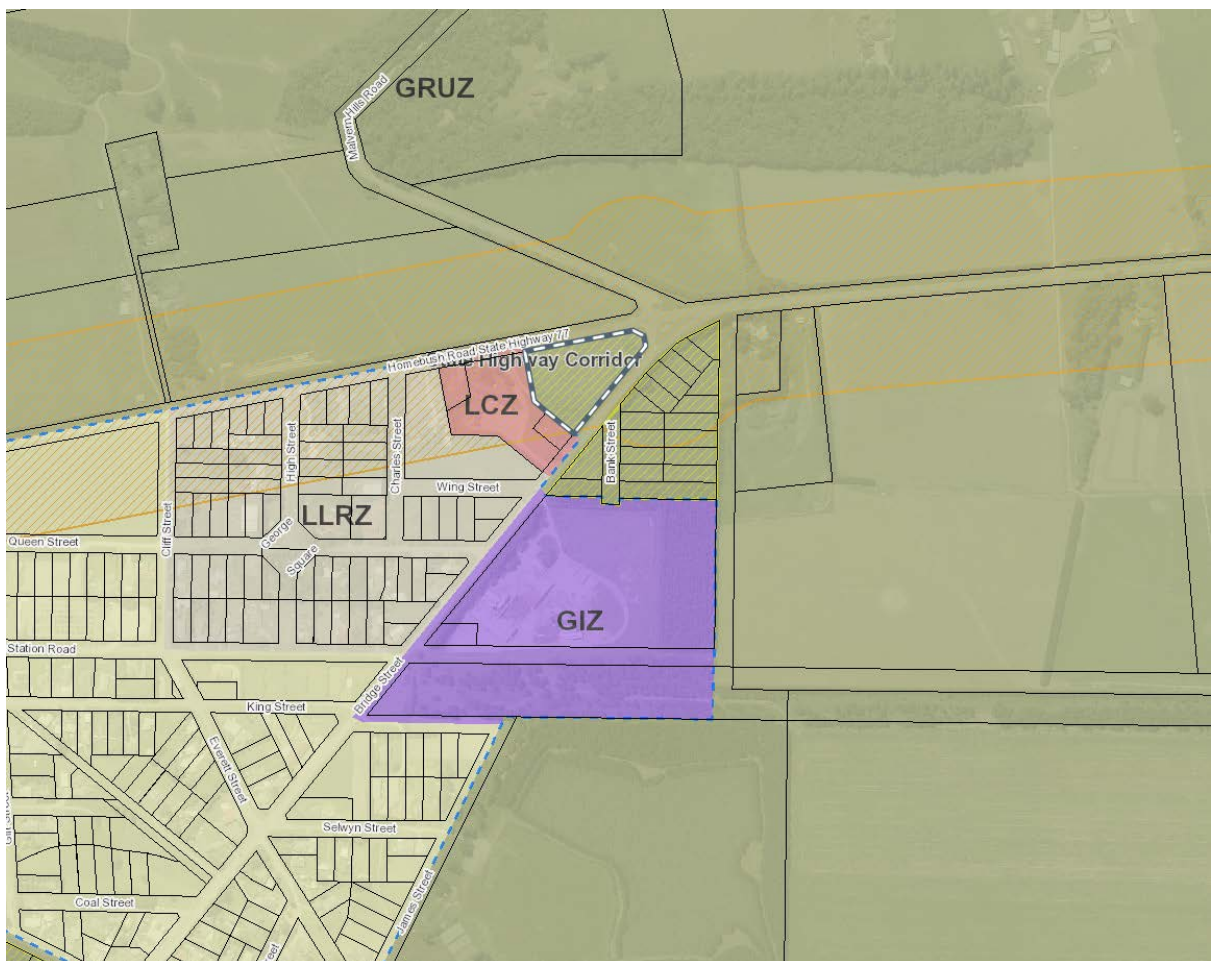 GRUZ
Malvern Hills Road
Homebush Road State Highway 77
Highway Corridor
LCZ
High Street
Charles Street
Bank Street
Wing Street
LLRZ
Cliff Street
George
Square
Queen Street
GIZ
Station Road
Bridge Street
King Street
Everett Street
Selwyn Street
Coal Street
James Street
Street